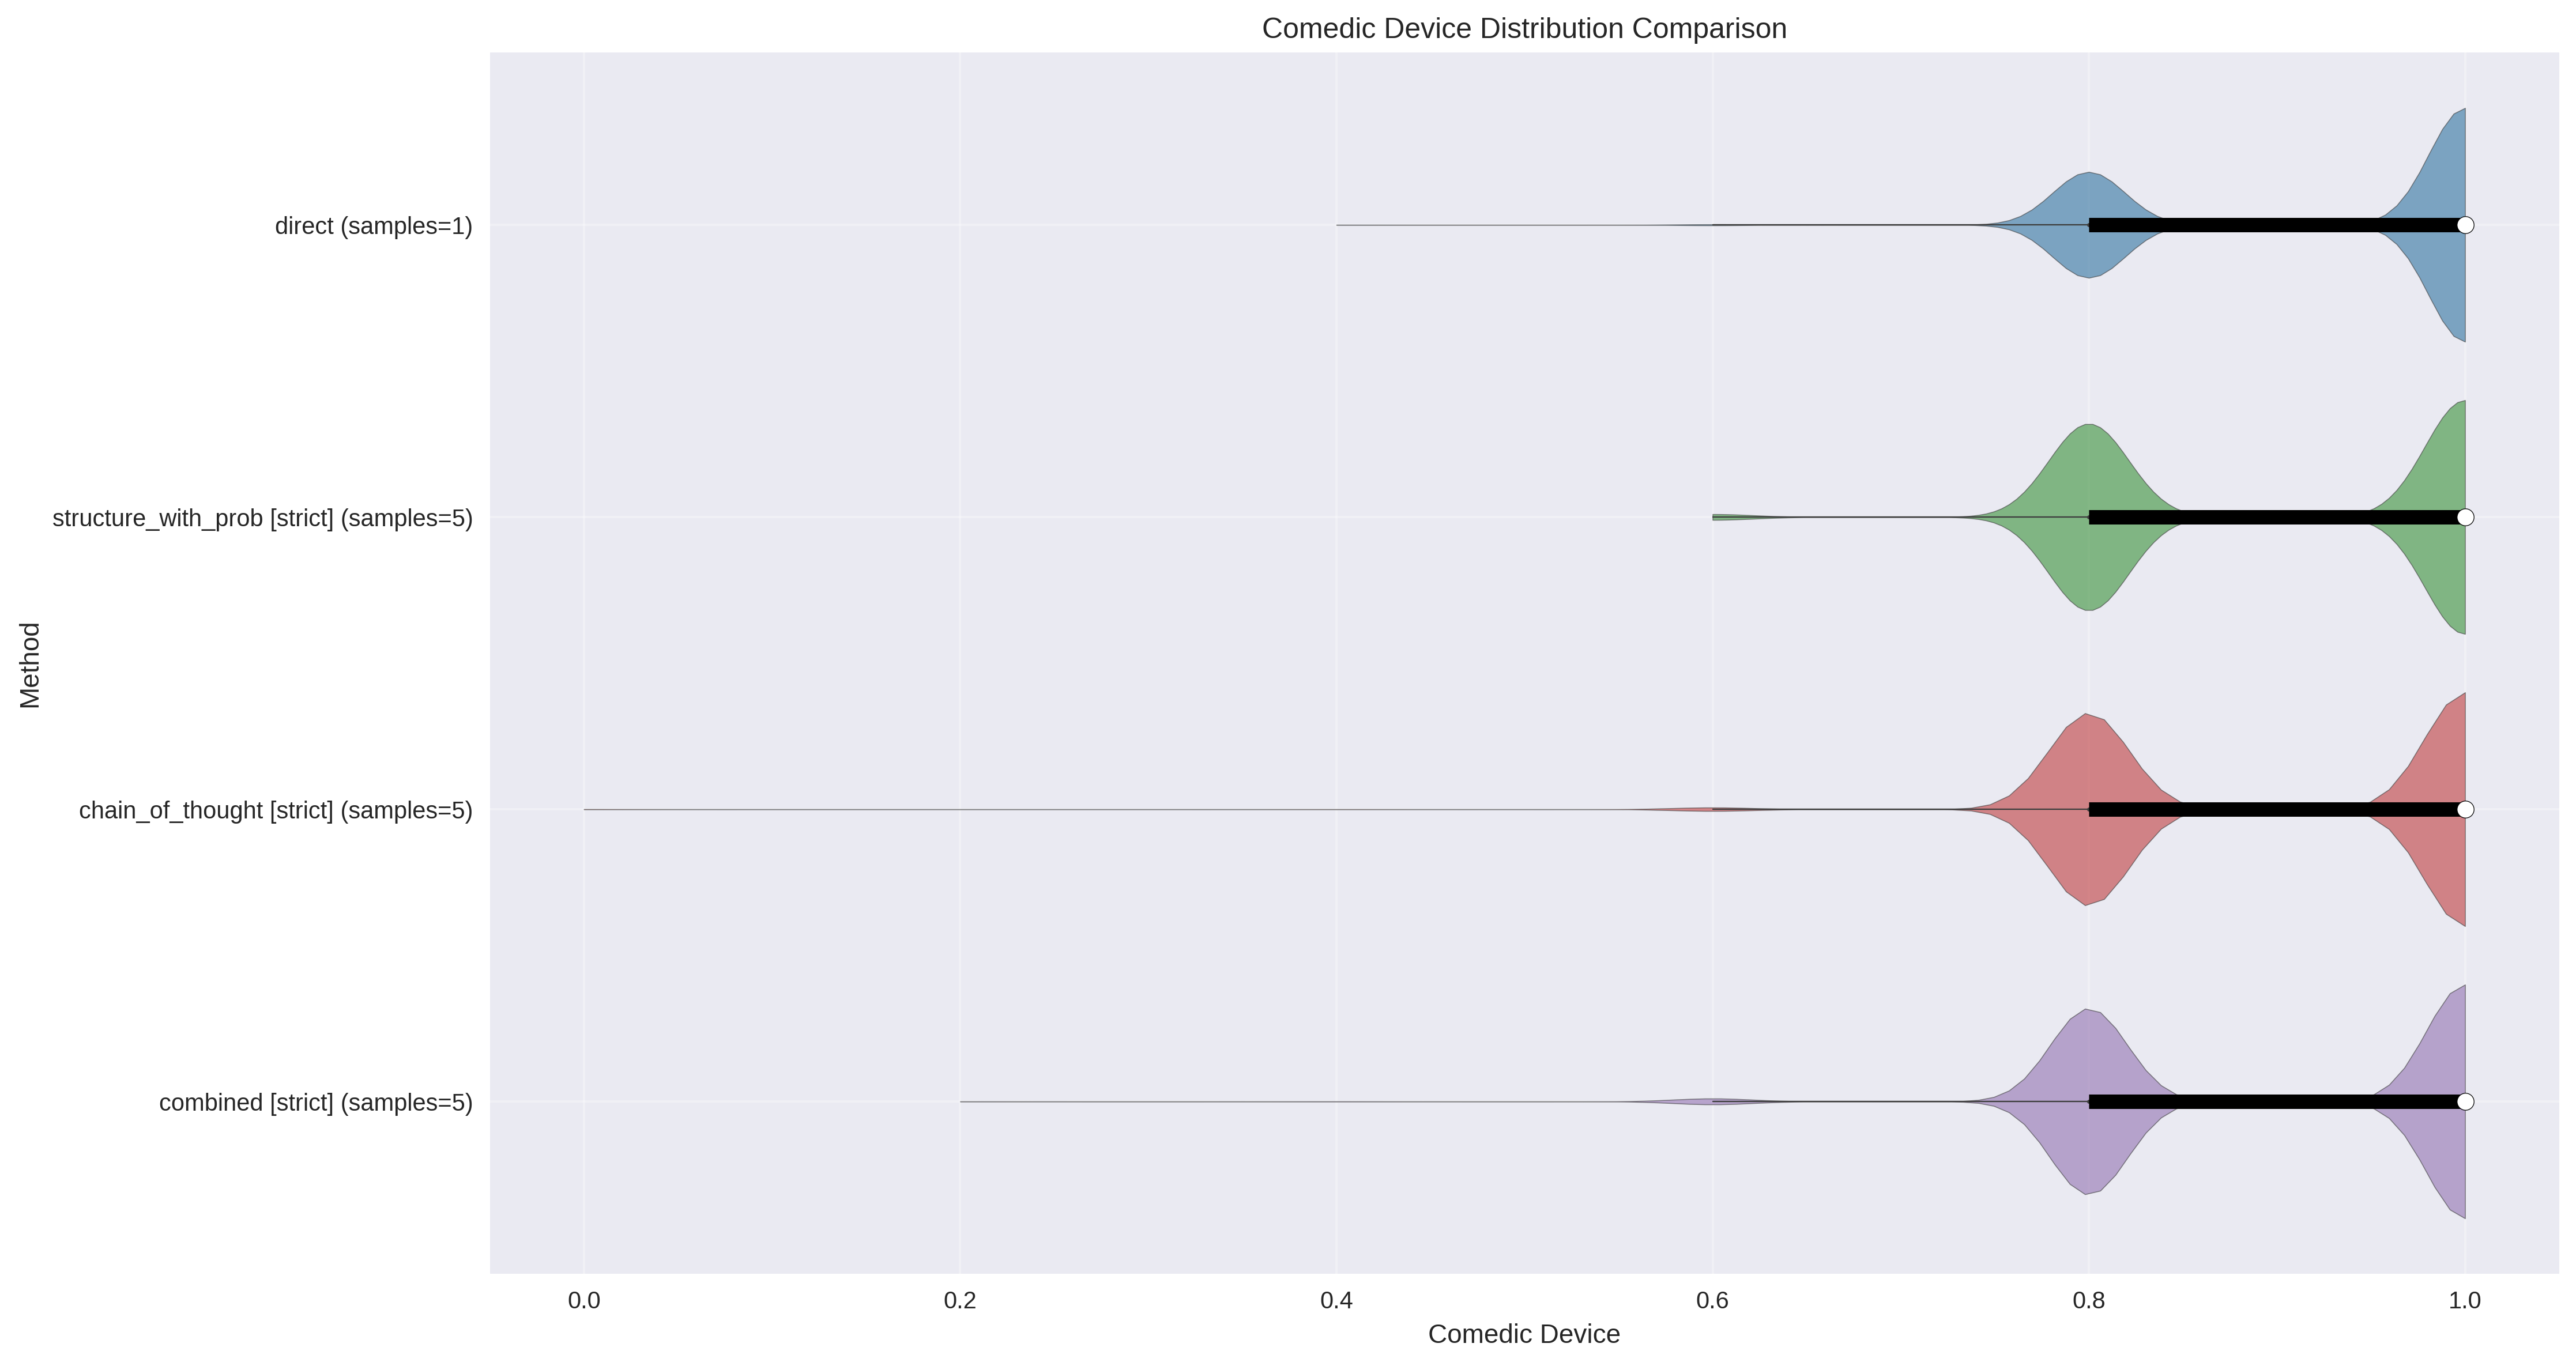 Comedic Device Distribution Comparison
direct (samples=1)
structure_with_prob [strict] (samples=5)
chain_of_thought [strict] (samples=5)
combined [strict] (samples=5)
Method
0.0 0.2 0.4 0.6 0.8 1.0
Comedic Device